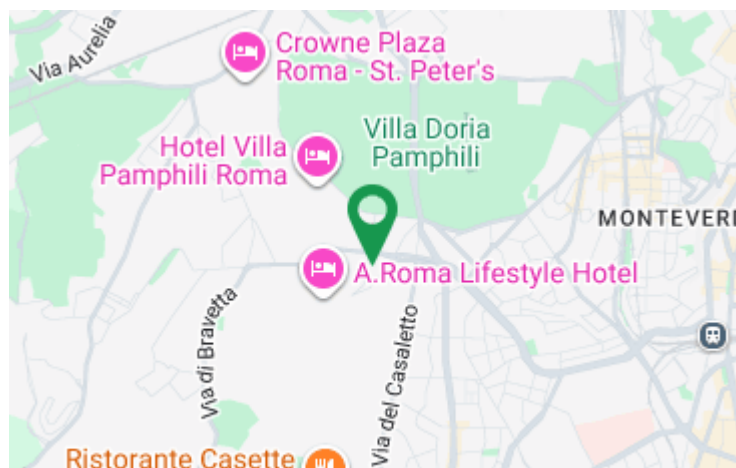 Via Aurelia
Crowne Plaza
Roma - St. Peter's
Hotel Villa
Pamphili Roma
Villa Doria
Pamphili
MONTEVER
A.Roma Lifestyle Hotel
Via di Bravetta
Via del Casaletto
Ristorante Casette